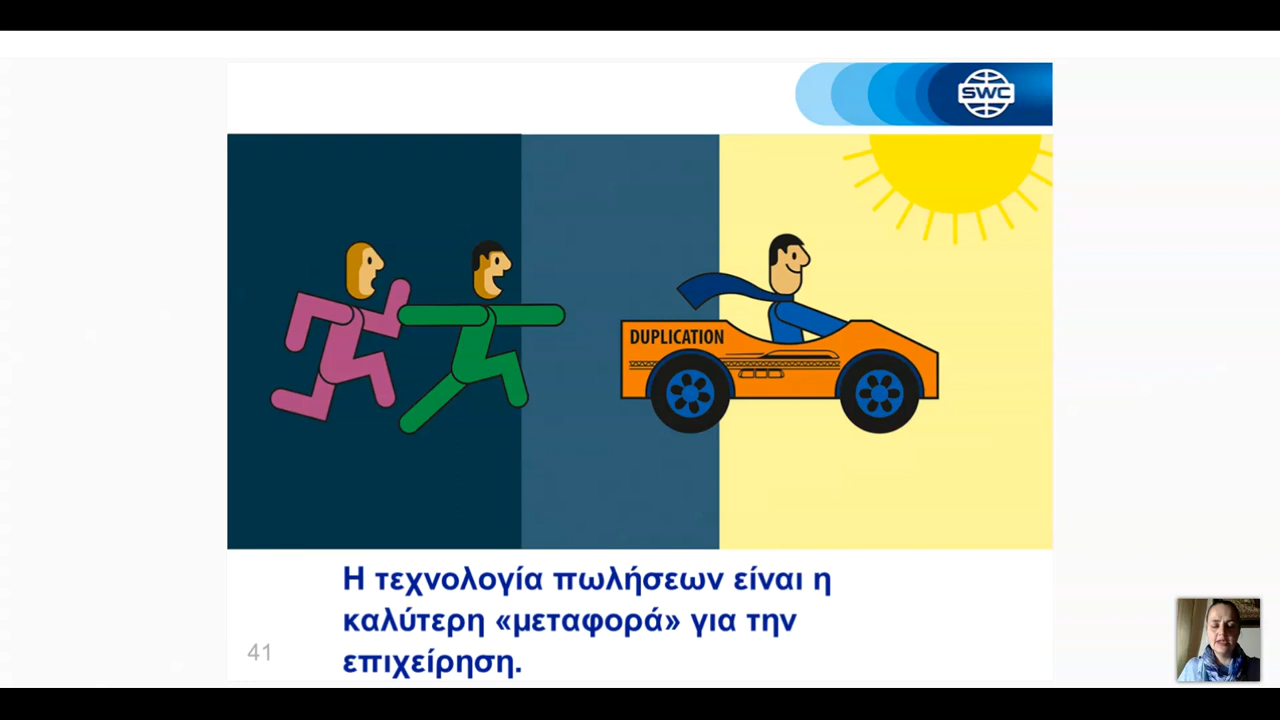 SWC
DUPLICATION
Η τεχνολογία πωλήσεων είναι η
καλύτερη «μεταφορά» για την
επιχείρηση.
41